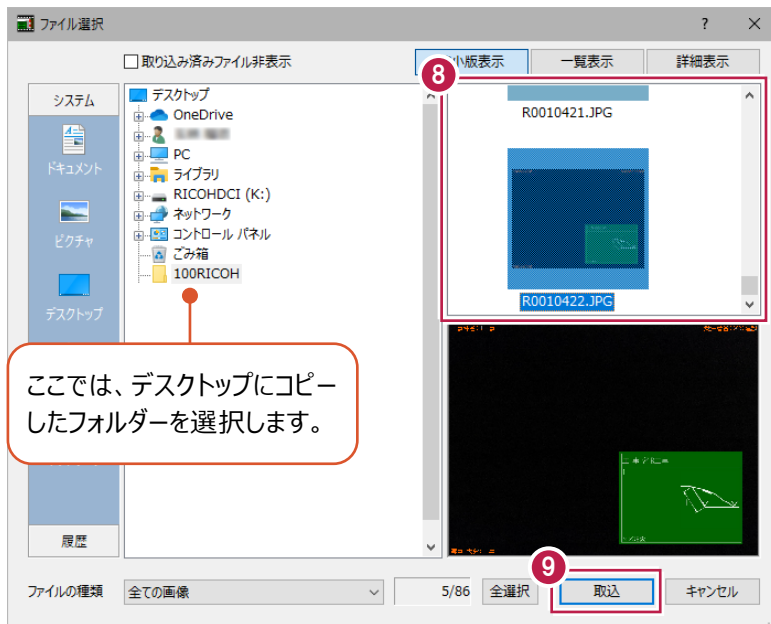 ファイル選択
取り込み済みファイル非表示
小版表示
一覧表示
詳細表示
8
システム
ドキュメント
ピクチャ
デスクトップ
履歴
デスクトップ
OneDrive
PC
ライブラリ
RICOHDCI (K:)
ネットワーク
コントロール パネル
ごみ箱
100RICOH
R0010421.JPG
R0010422.JPG
ここでは、デスクトップにコピー
したフォルダーを選択します。
9
ファイルの種類
全ての画像
5/86
全選択
取込
キャンセル